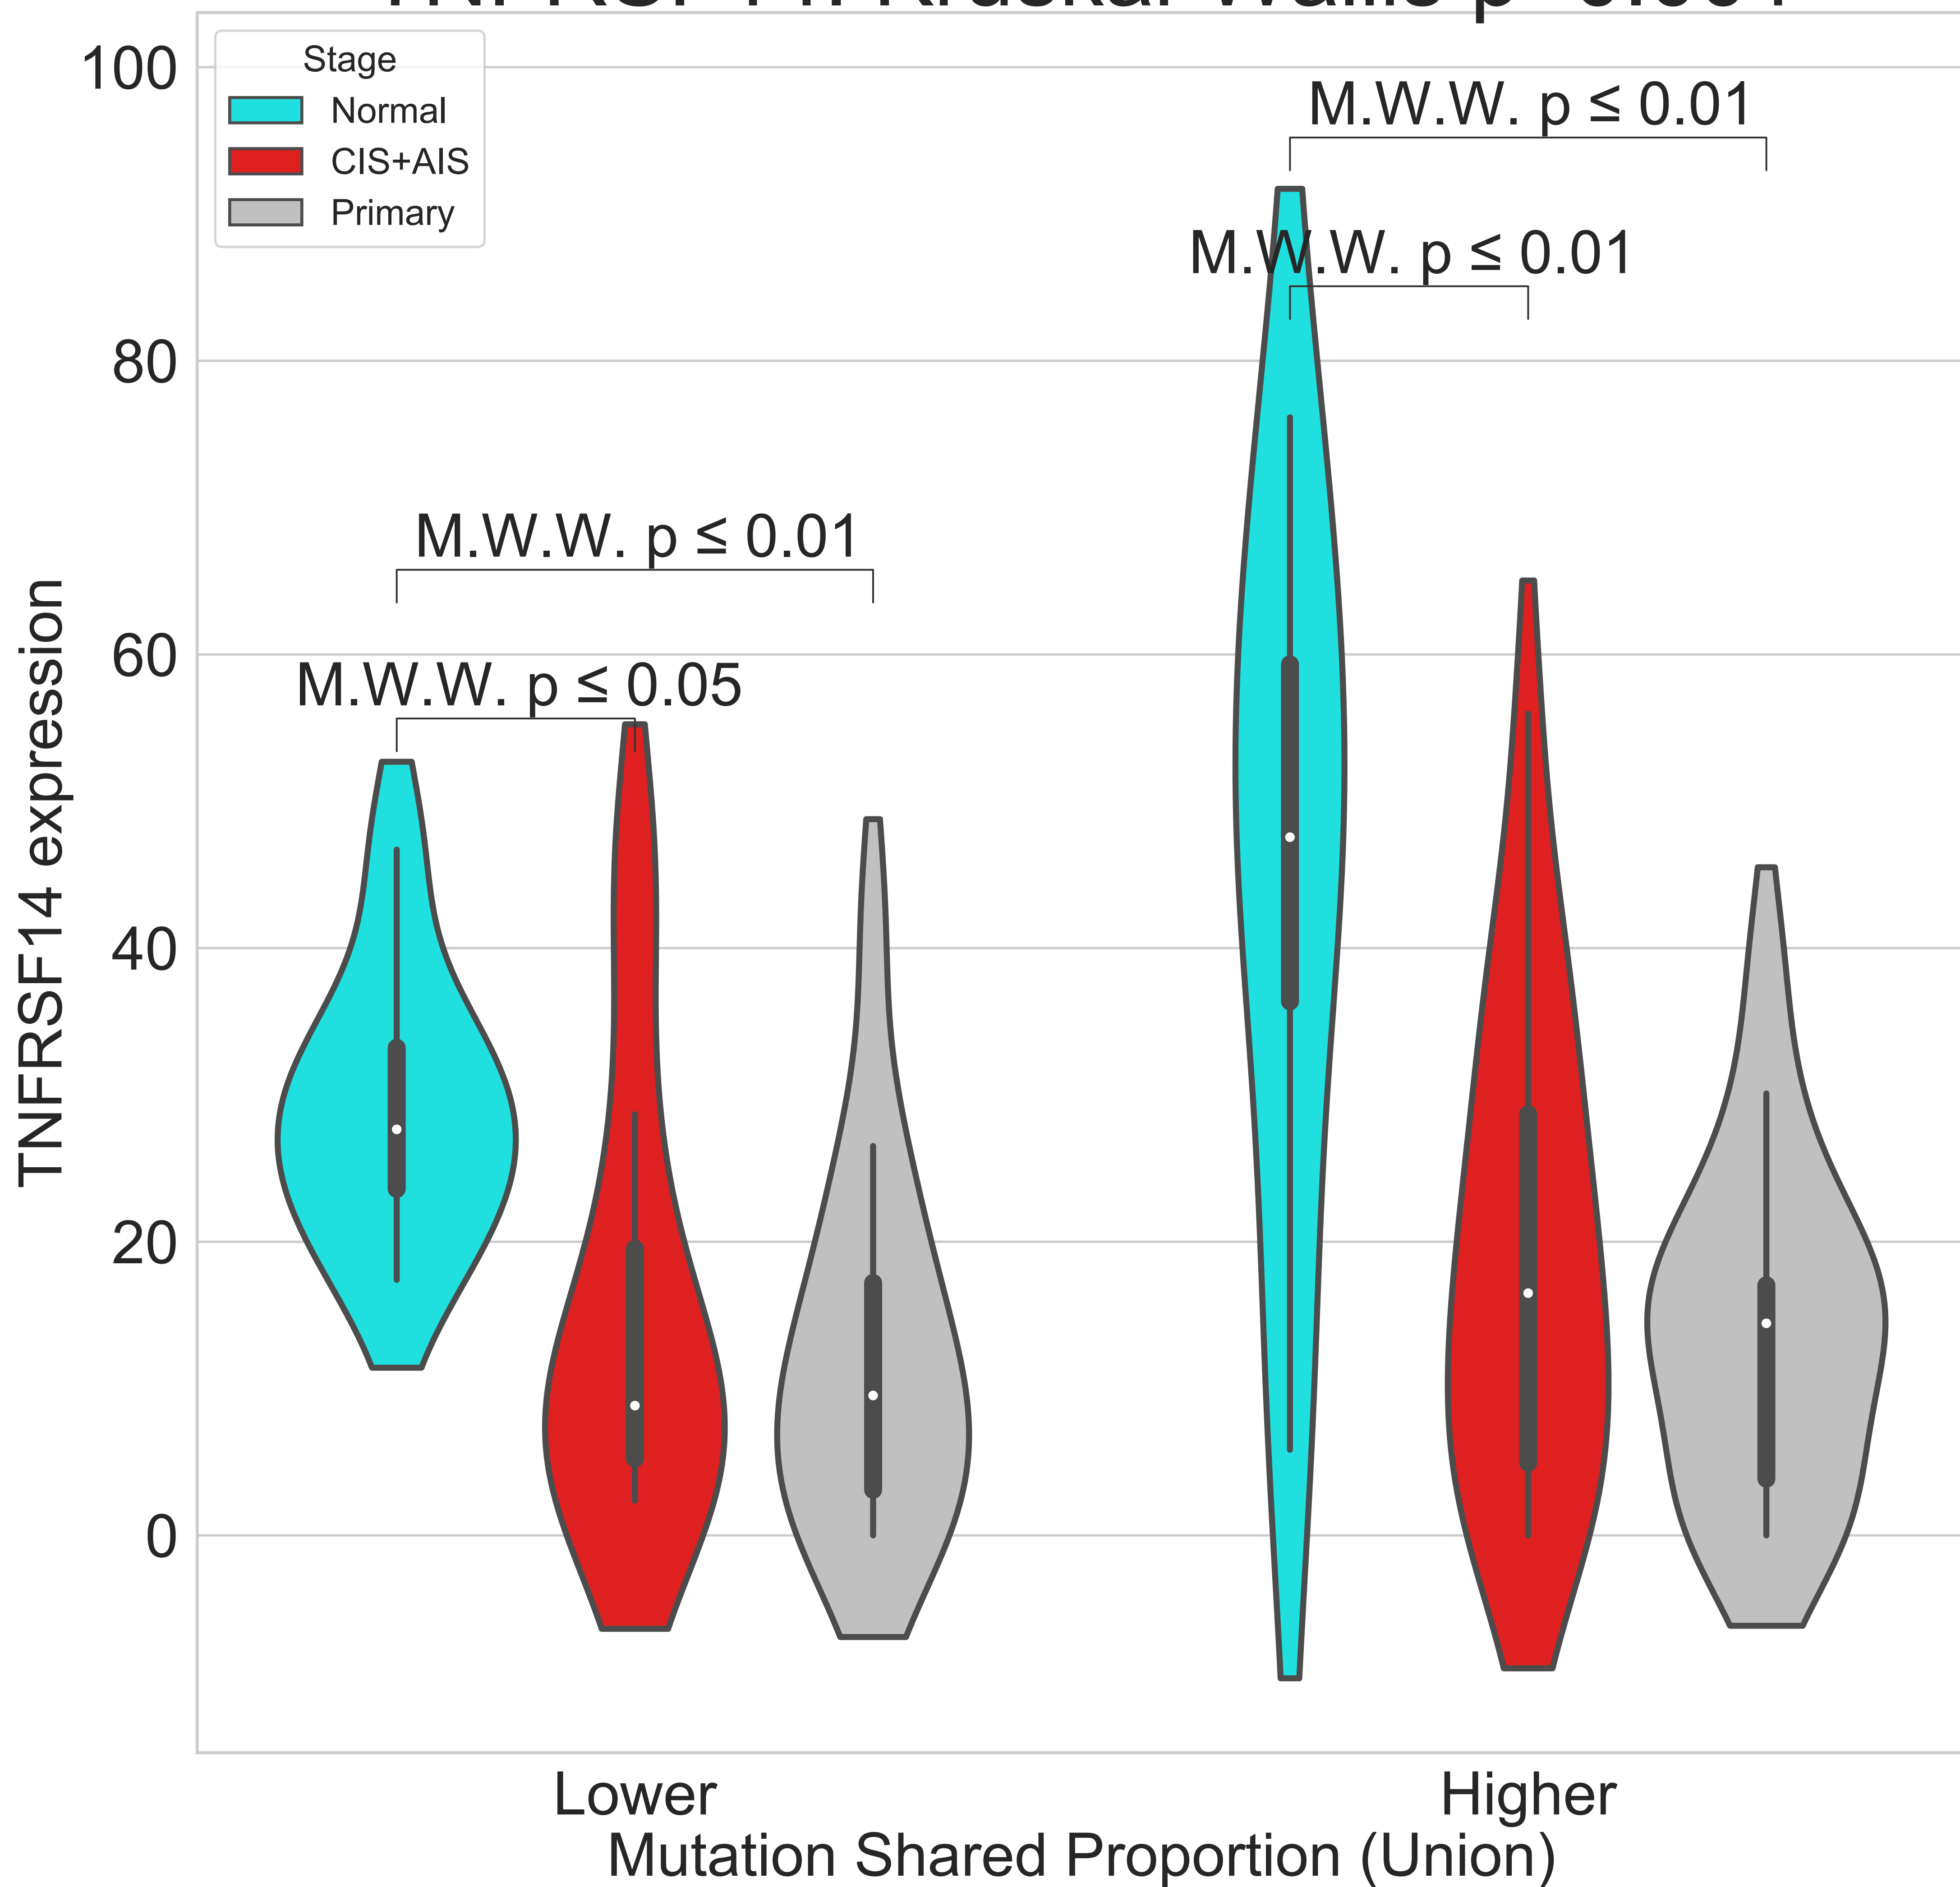 100
80
60
40
20
0
TNFRSF14 expression
Stage
Normal
CIS+AIS
Primary
M.W.W. p ≤ 0.01
M.W.W. p ≤ 0.01
M.W.W. p ≤ 0.01
M.W.W. p ≤ 0.05
Lower
Higher
Mutation Shared Proportion (Union)